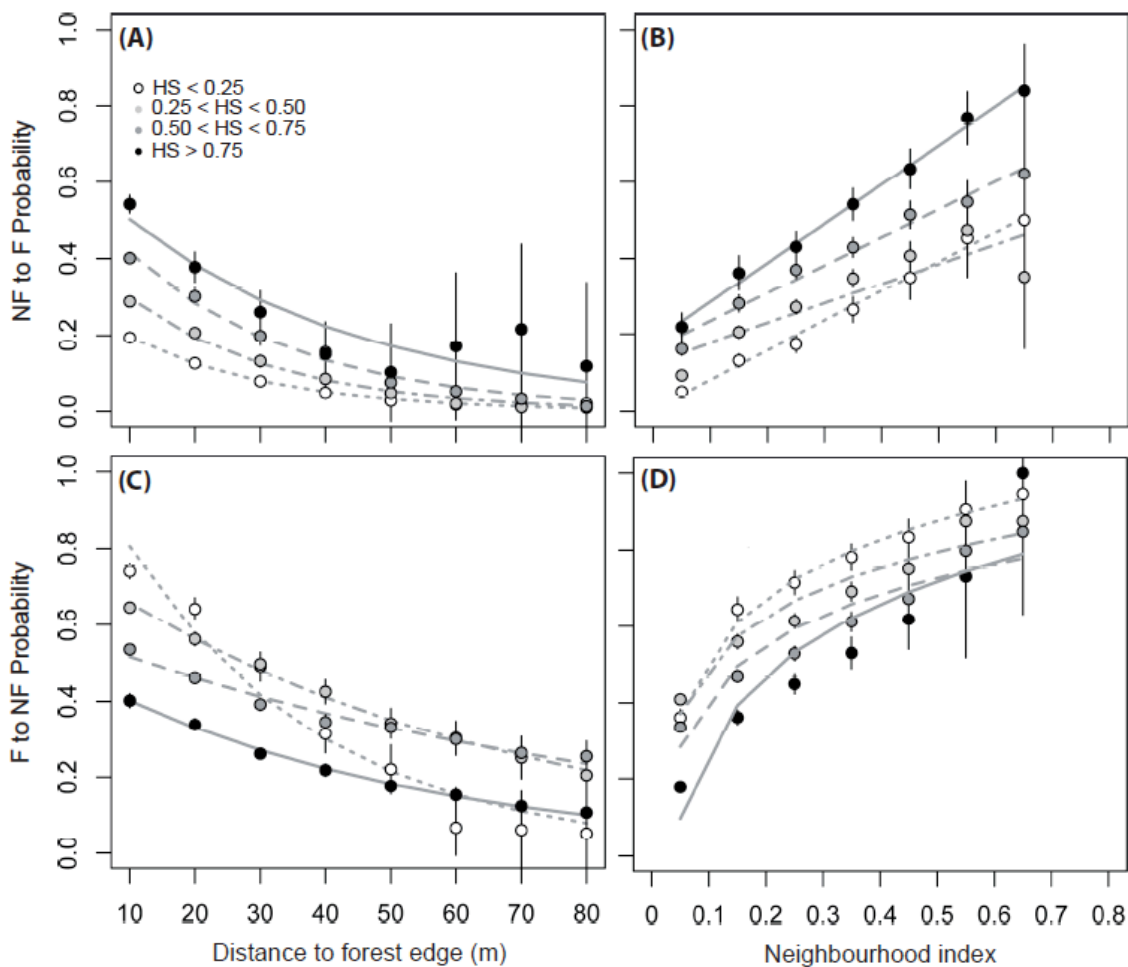 (A)
HS < 0.25
0.25 < HS < 0.50
0.50 < HS < 0.75
HS > 0.75
1.0
0.8
0.6
0.4
0.2
0.0
NF to F Probability
(B)
(C)
1.0
0.8
0.6
0.4
0.2
0.0
F to NF Probability
10 20 30 40 50 60 70 80
Distance to forest edge (m)
(D)
0 0.1 0.2 0.3 0.4 0.5 0.6 0.7 0.8
Neighbourhood index